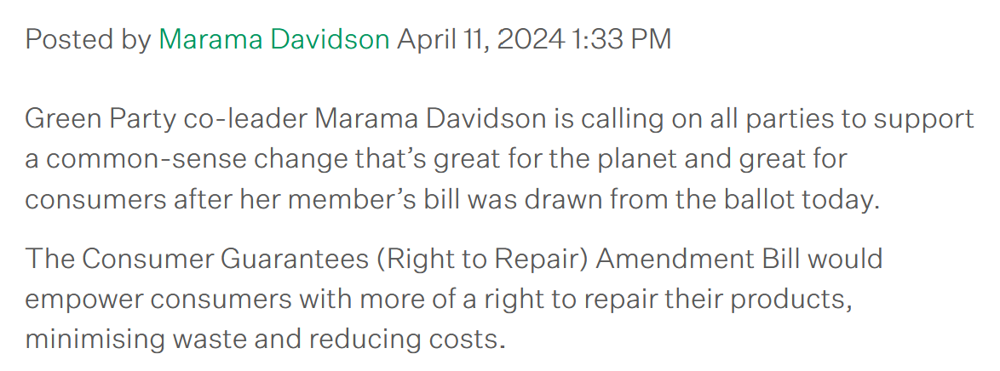 Posted by Marama Davidson April 11, 2024 1:33 PM
Green Party co-leader Marama Davidson is calling on all parties to support
a common-sense change that’s great for the planet and great for
consumers after her member’s bill was drawn from the ballot today.
The Consumer Guarantees (Right to Repair) Amendment Bill would
empower consumers with more of a right to repair their products,
minimising waste and reducing costs.